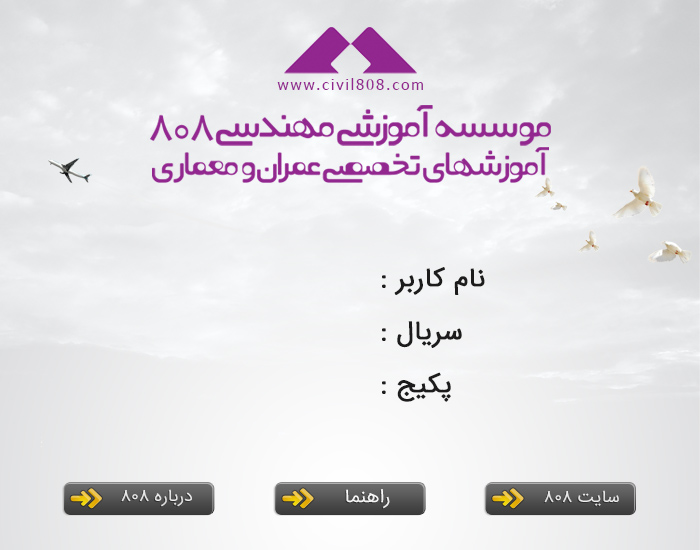 www.civil808.com
موسسه آموزشی مهندسی ۸۰۸
آموزشهای تخصصی عمران و معماری
نام کاربر :
سریال :
پکیج :
سایت ۸۰۸
راهنما
درباره ۸۰۸